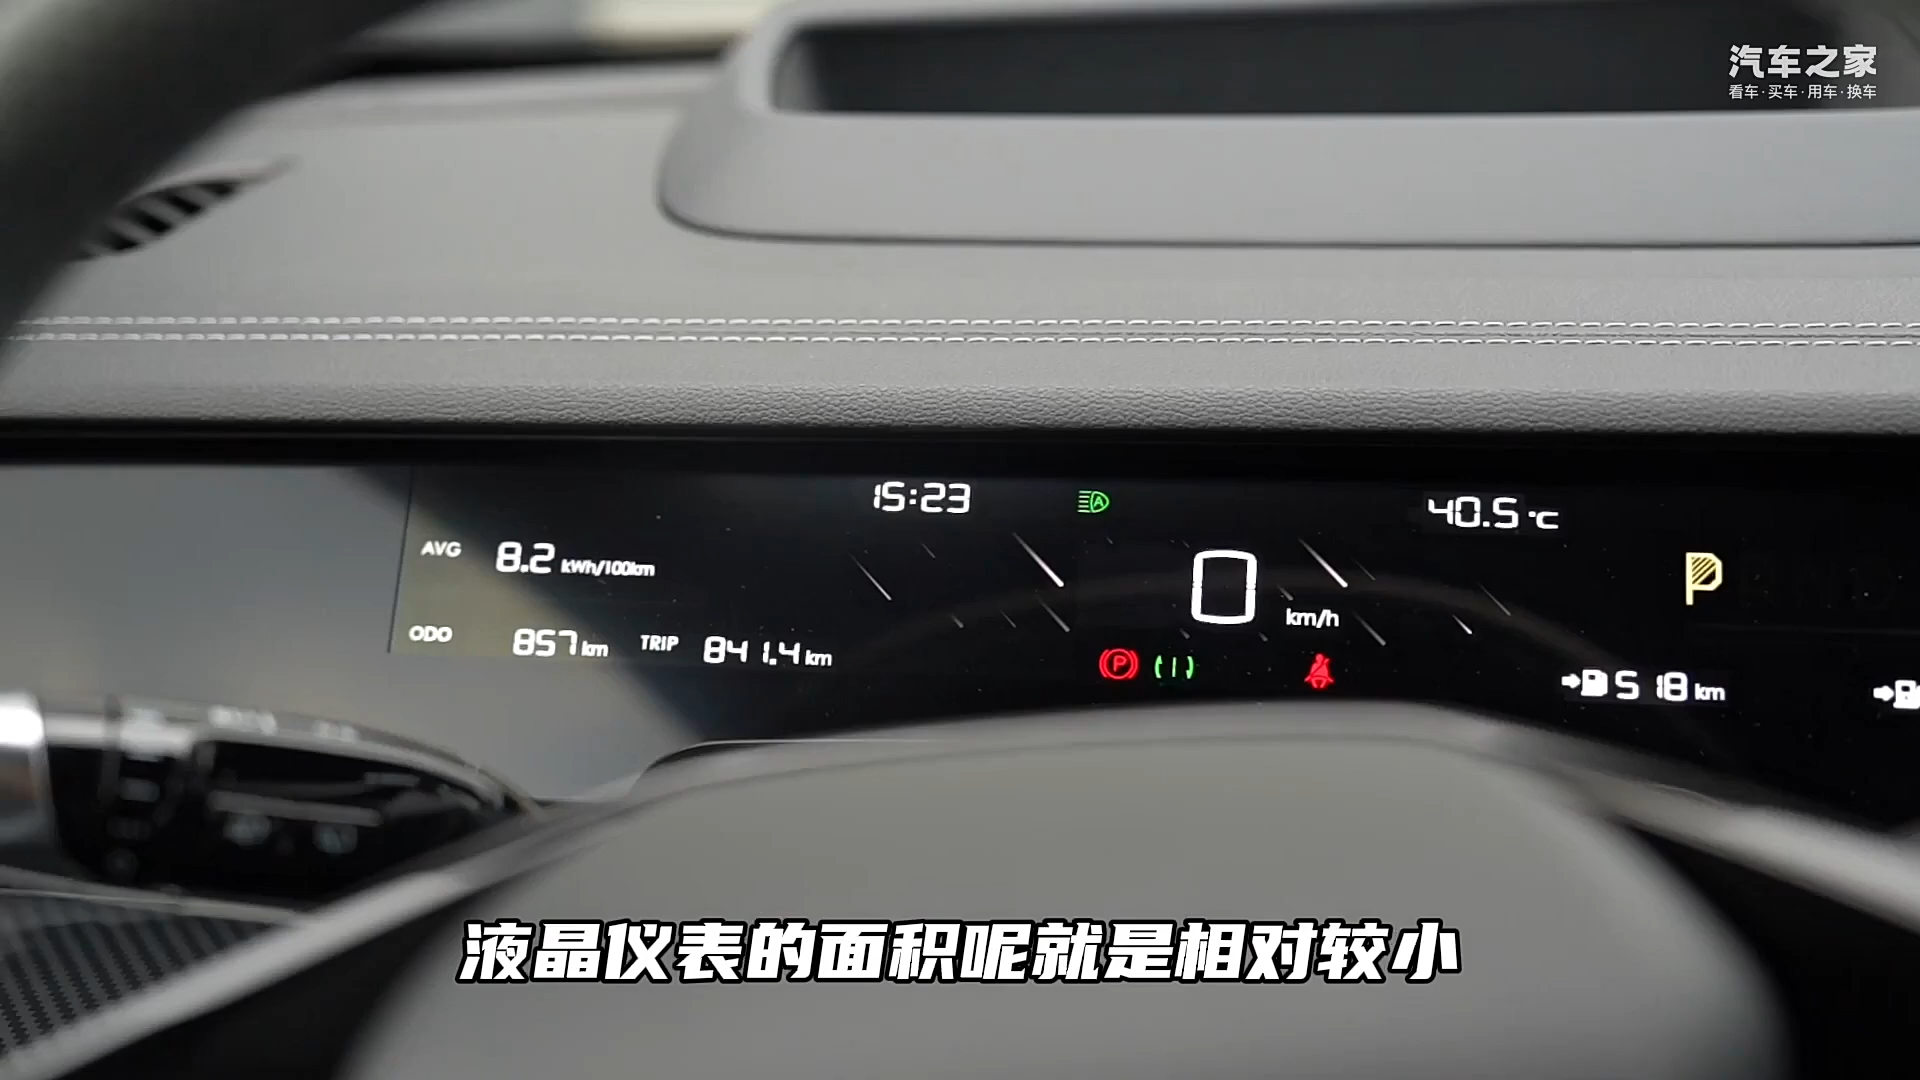 汽车之家
看车·买车·用车·换车
15:23
40.5 °C
AVG 8.2 kWh/100km
0 km/h
P
ODO 857 km TRIP 841.4 km
P
518 km
液晶仪表的面积呢就是相对较小